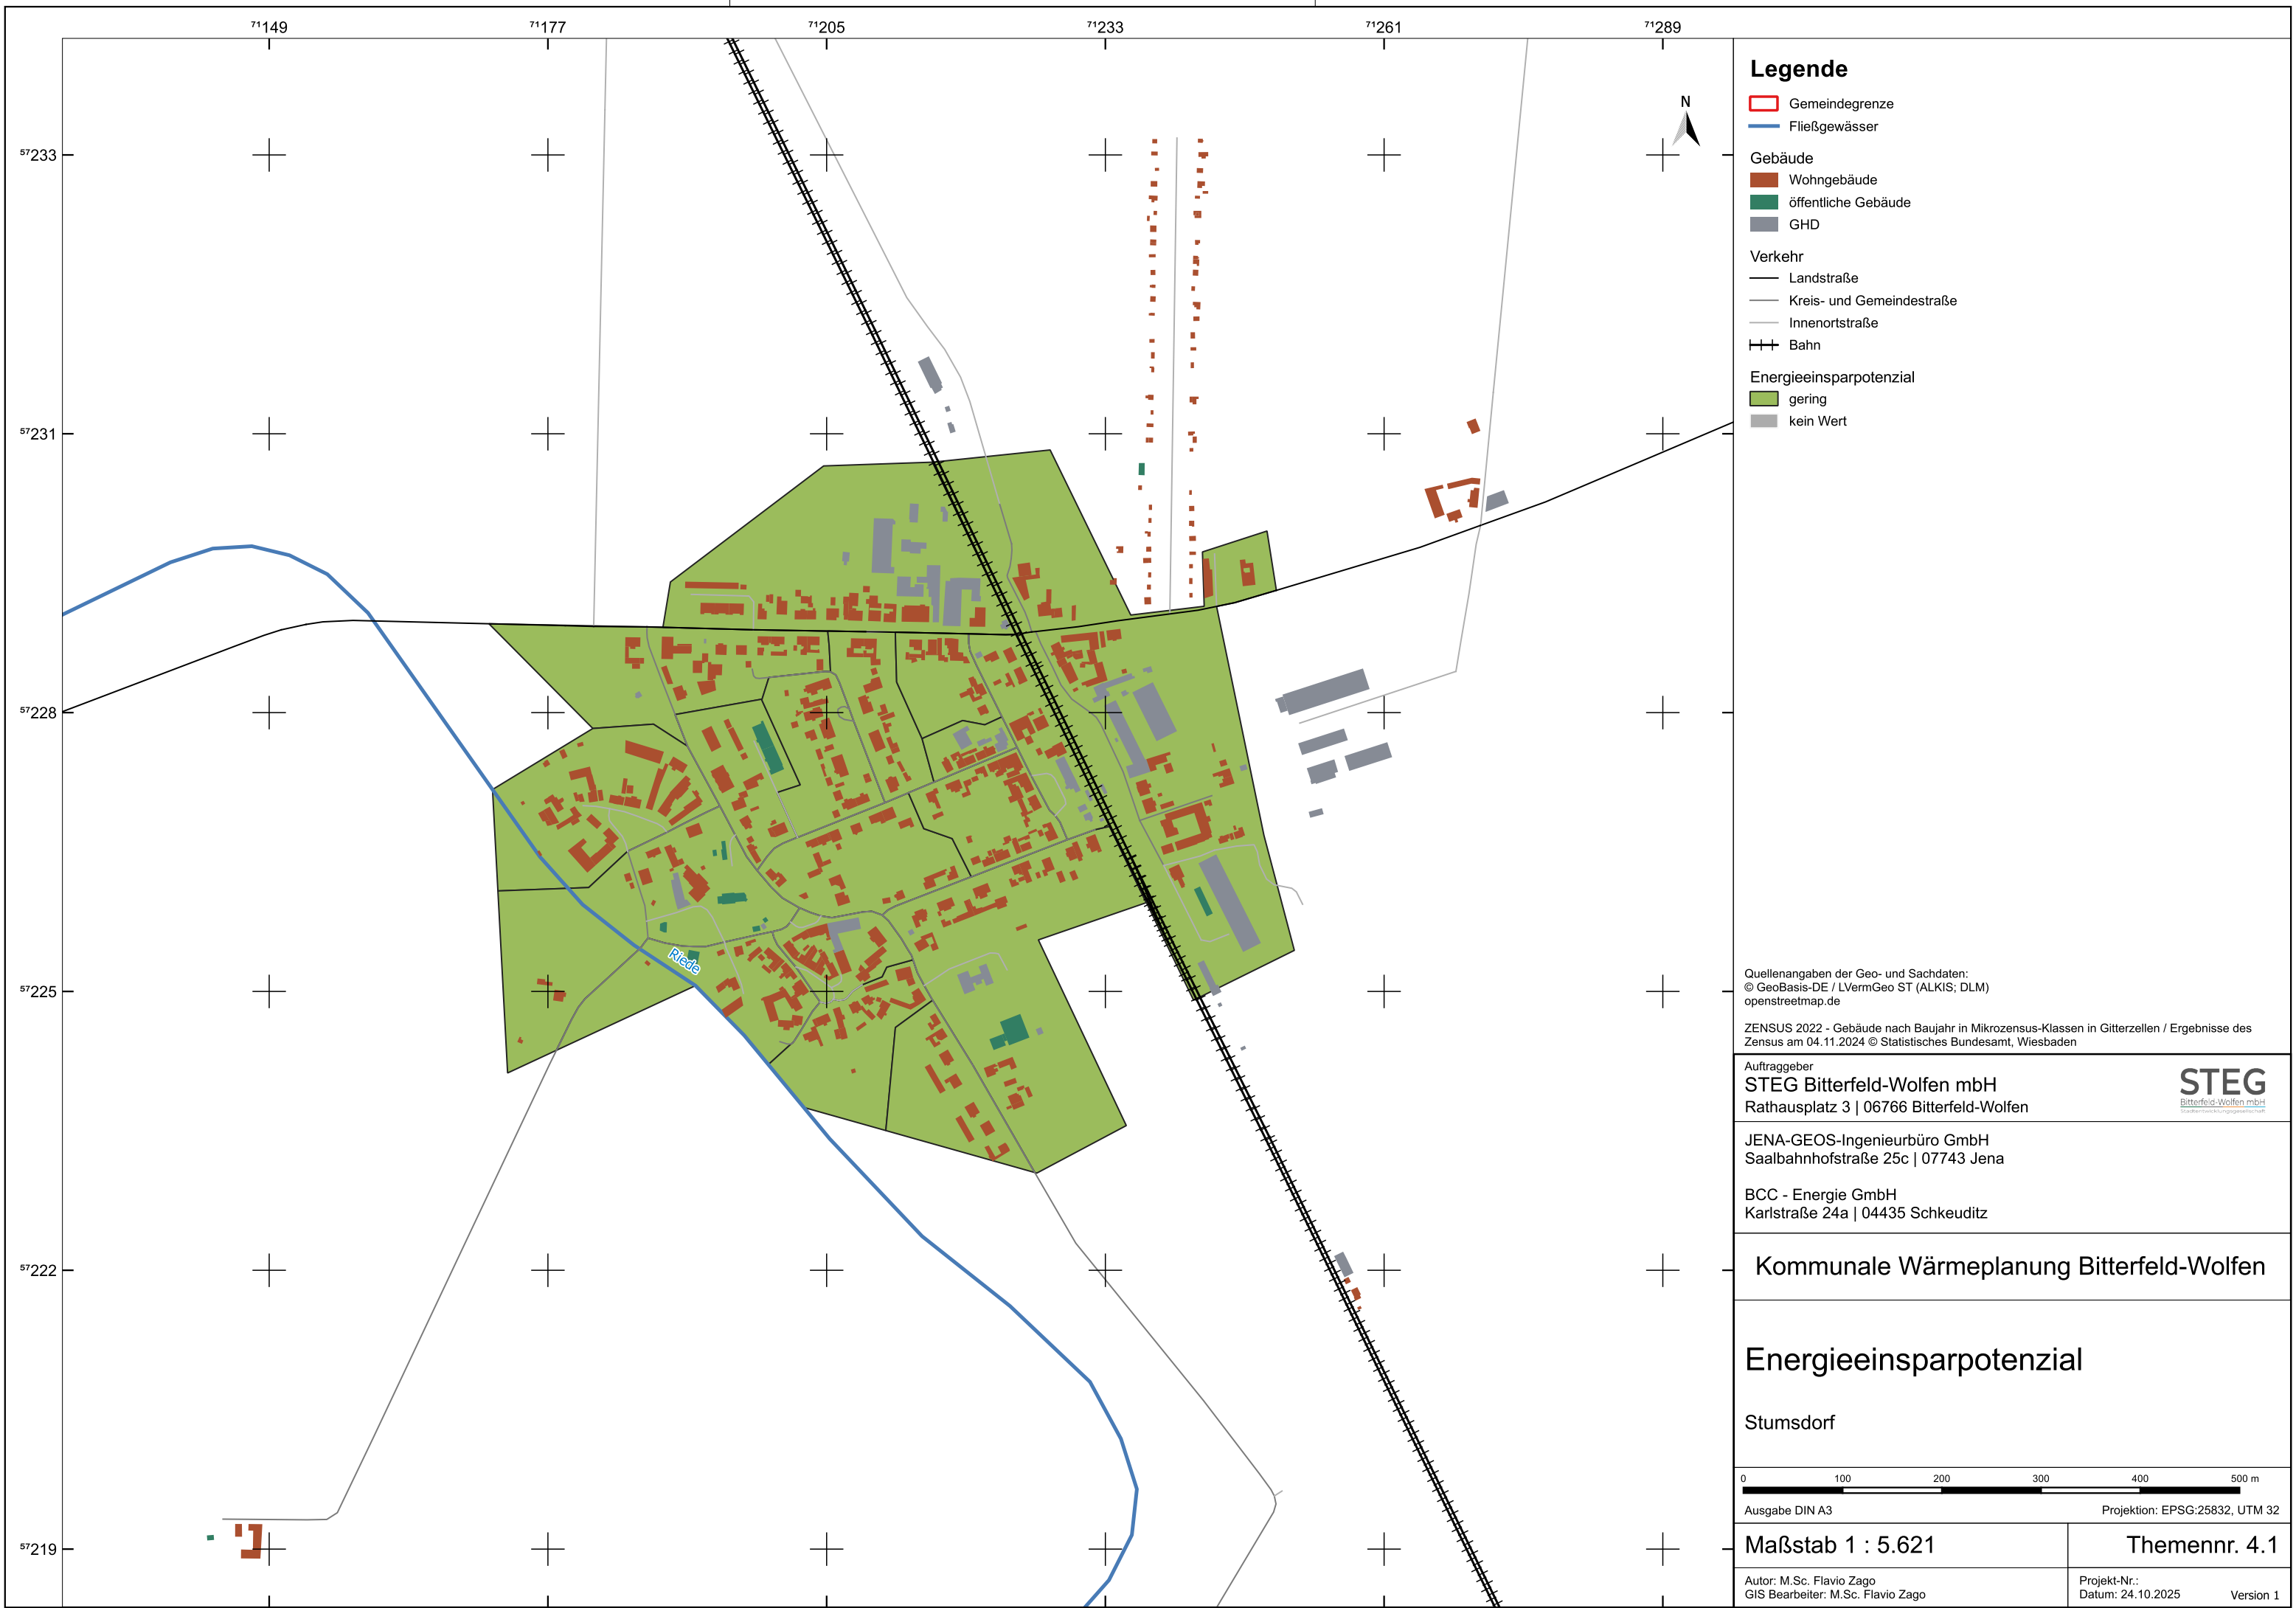 71149 71177 71205 71233 71261 71289
57233
57231
57228
57225
57222
57219
N
Riede
Legende
Gemeindegrenze
Fließgewässer
Gebäude
Wohngebäude
öffentliche Gebäude
GHD
Verkehr
Landstraße
Kreis- und Gemeindestraße
Innenortstraße
Bahn
Energieeinsparpotenzial
gering
kein Wert
Quellenangaben der Geo- und Sachdaten:
© GeoBasis-DE / LVermGeo ST (ALKIS; DLM)
openstreetmap.de
ZENSUS 2022 - Gebäude nach Baujahr in Mikrozensus-Klassen in Gitterzellen / Ergebnisse des
Zensus am 04.11.2024 © Statistisches Bundesamt, Wiesbaden
Auftraggeber
STEG Bitterfeld-Wolfen mbH
Rathausplatz 3 | 06766 Bitterfeld-Wolfen
STEG
Bitterfeld-Wolfen mbH
Stadtentwicklungsgesellschaft
JENA-GEOS-Ingenieurbüro GmbH
Saalbahnhofstraße 25c | 07743 Jena
BCC - Energie GmbH
Karlstraße 24a | 04435 Schkeuditz
Kommunale Wärmeplanung Bitterfeld-Wolfen
Energieeinsparpotenzial
Stumsdorf
0 100 200 300 400 500 m
Ausgabe DIN A3 Projektion: EPSG:25832, UTM 32
Maßstab 1 : 5.621 Themennr. 4.1
Autor: M.Sc. Flavio Zago
GIS Bearbeiter: M.Sc. Flavio Zago
Projekt-Nr.:
Datum: 24.10.2025 Version 1